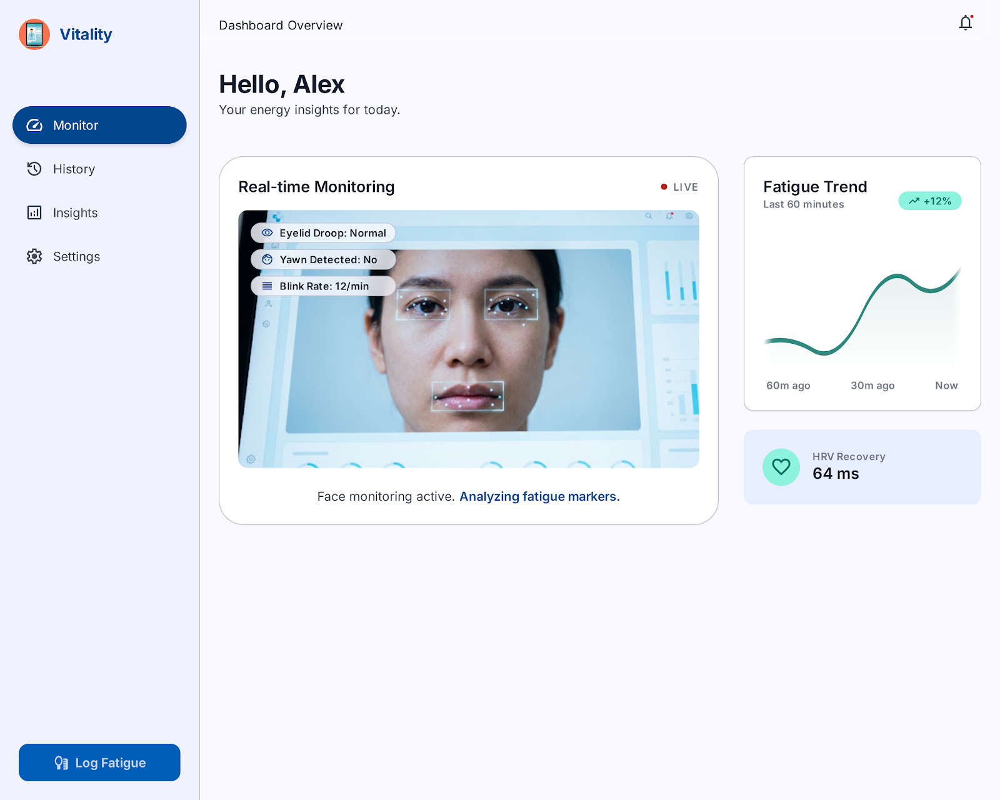 Vitality
Monitor
History
Insights
Settings
Log Fatigue
Dashboard Overview
Hello, Alex
Your energy insights for today.
Real-time Monitoring
LIVE
Eyelid Droop: Normal
Yawn Detected: No
Blink Rate: 12/min
Face monitoring active. Analyzing fatigue markers.
Fatigue Trend
Last 60 minutes
+12%
60m ago 30m ago Now
HRV Recovery
64 ms